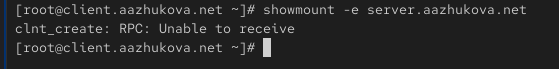 [root@client.aazhukova.net ~]# showmount -e server.aazhukova.net
clnt_create: RPC: Unable to receive
[root@client.aazhukova.net ~]#